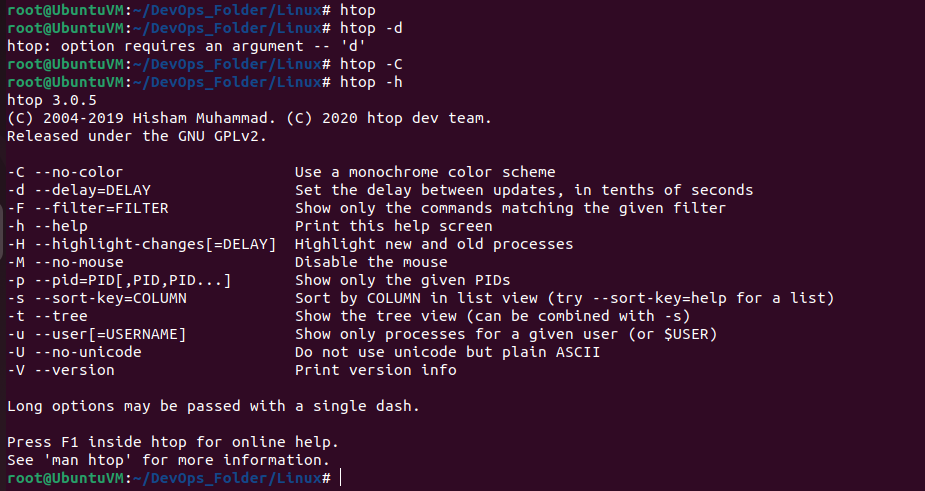 root@UbuntuVM:~/DevOps_Folder/Linux# htop
root@UbuntuVM:~/DevOps_Folder/Linux# htop -d
htop: option requires an argument -- 'd'
root@UbuntuVM:~/DevOps_Folder/Linux# htop -C
root@UbuntuVM:~/DevOps_Folder/Linux# htop -h
htop 3.0.5
(C) 2004-2019 Hisham Muhammad. (C) 2020 htop dev team.
Released under the GNU GPLv2.

-C --no-color                   Use a monochrome color scheme
-d --delay=DELAY                Set the delay between updates, in tenths of seconds
-F --filter=FILTER              Show only the commands matching the given filter
-h --help                       Print this help screen
-H --highlight-changes[=DELAY]  Highlight new and old processes
-M --no-mouse                   Disable the mouse
-p --pid=PID[,PID,PID...]       Show only the given PIDs
-s --sort-key=COLUMN            Sort by COLUMN in list view (try --sort-key=help for a list)
-t --tree                       Show the tree view (can be combined with -s)
-u --user[=USERNAME]            Show only processes for a given user (or $USER)
-U --no-unicode                 Do not use unicode but plain ASCII
-V --version                    Print version info

Long options may be passed with a single dash.

Press F1 inside htop for online help.
See 'man htop' for more information.
root@UbuntuVM:~/DevOps_Folder/Linux#